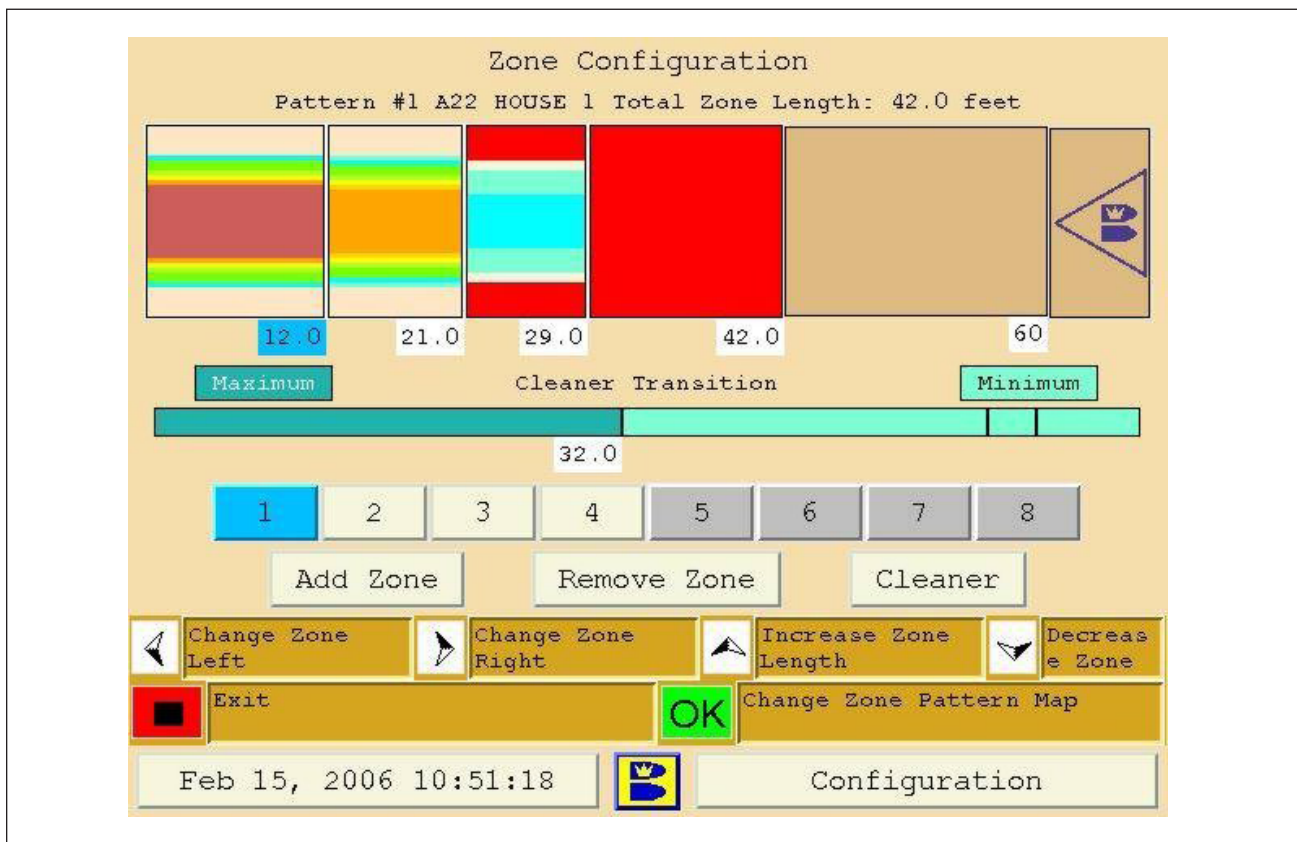 Zone Configuration
Pattern #1 A22 HOUSE 1 Total Zone Length: 42.0 feet
12.0 21.0 29.0 42.0 60
Maximum Cleaner Transition Minimum
32.0
1 2 3 4 5 6 7 8
Add Zone Remove Zone Cleaner
Change Zone Change Zone Increase Zone Decreas
Left Right Length e Zone
Exit OK Change Zone Pattern Map
Feb 15, 2006 10:51:18 Configuration